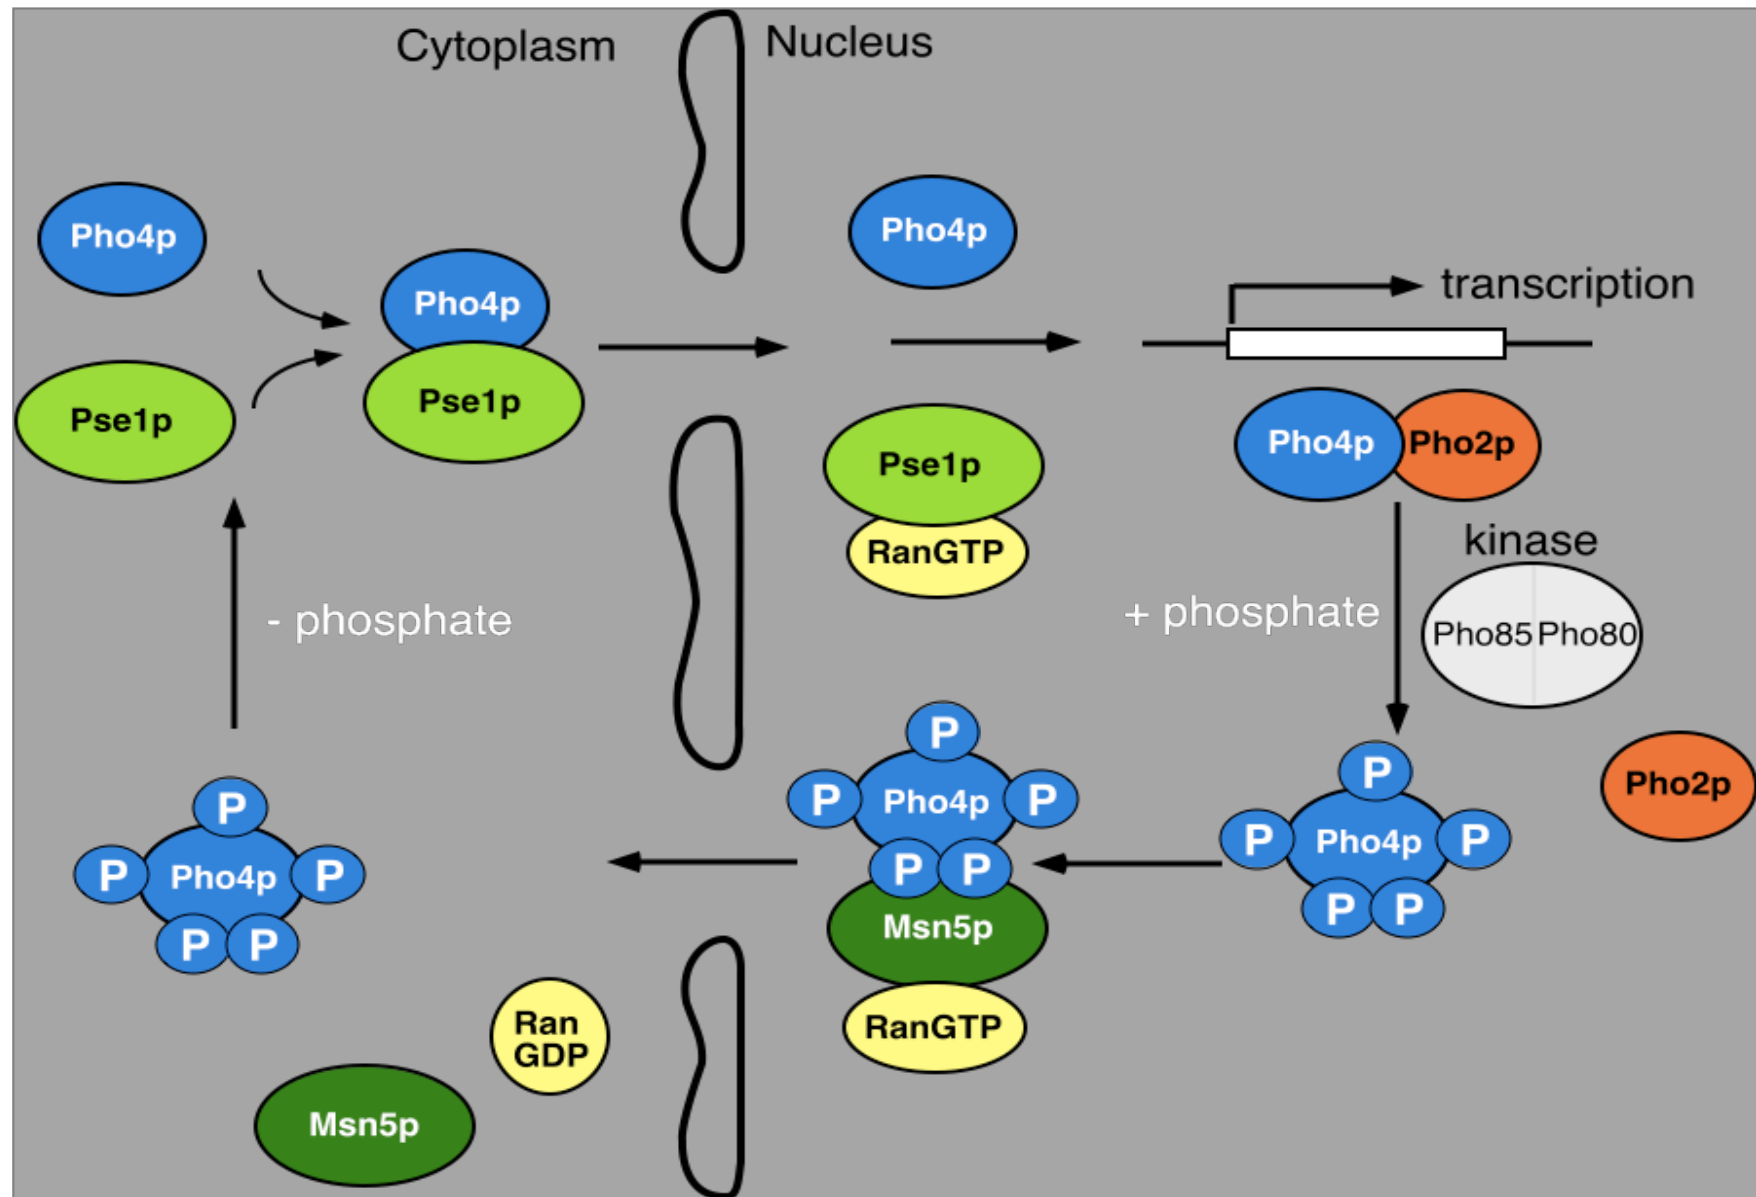 Cytoplasm
Nucleus
Pho4p
Pse1p
Pho4p
Pse1p
Pho4p
Pse1p
RanGTP
transcription
Pho4p
Pho2p
kinase
Pho85
Pho80
+ phosphate
- phosphate
Pho2p
P
P
Pho4p
P
P
P
P
P
Pho4p
P
P
P
Msn5p
RanGTP
P
P
Pho4p
P
P
P
Ran
GDP
Msn5p